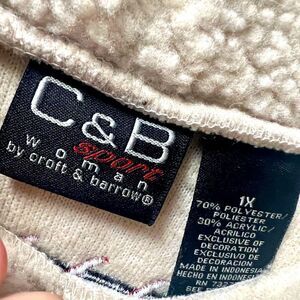 C&B
sport
woman
by croft & barrow®
1X
70% POLYESTER/
POLIESTER
30% ACRYLIC/
ACRILICO
EXCLUSIVE OF
DECORATION
EXCLUSIVO DE
DECORACION
MADE IN INDONESIA
HECHO EN INDONESIA
RN